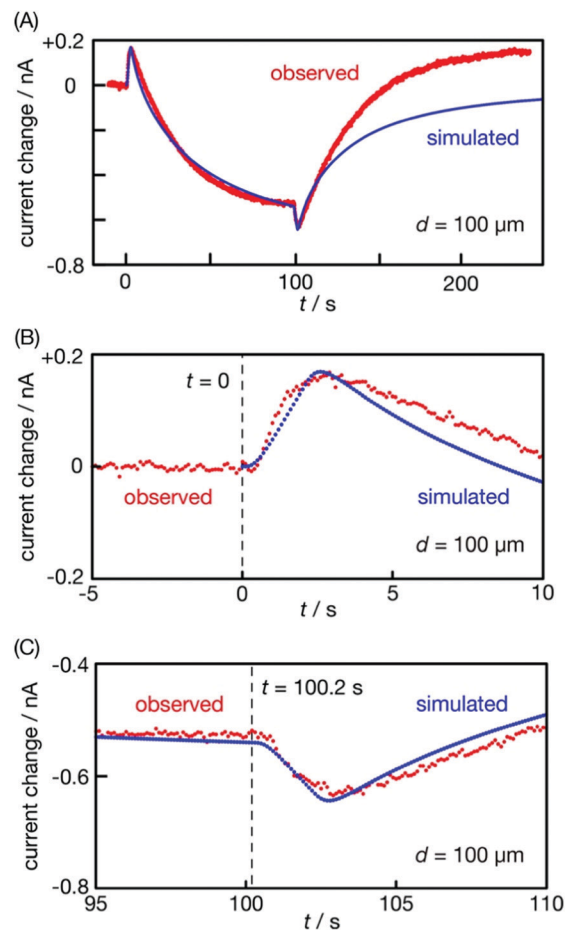 (A)
+0.2
0
-0.8
current change / nA
observed
simulated
d = 100 μm
0
100
200
t / s
(B)
+0.2
0
-0.2
current change / nA
t = 0
observed
simulated
d = 100 μm
-5
0
5
10
t / s
(C)
-0.4
-0.6
-0.8
current change / nA
observed
t = 100.2 s
simulated
d = 100 μm
95
100
105
110
t / s